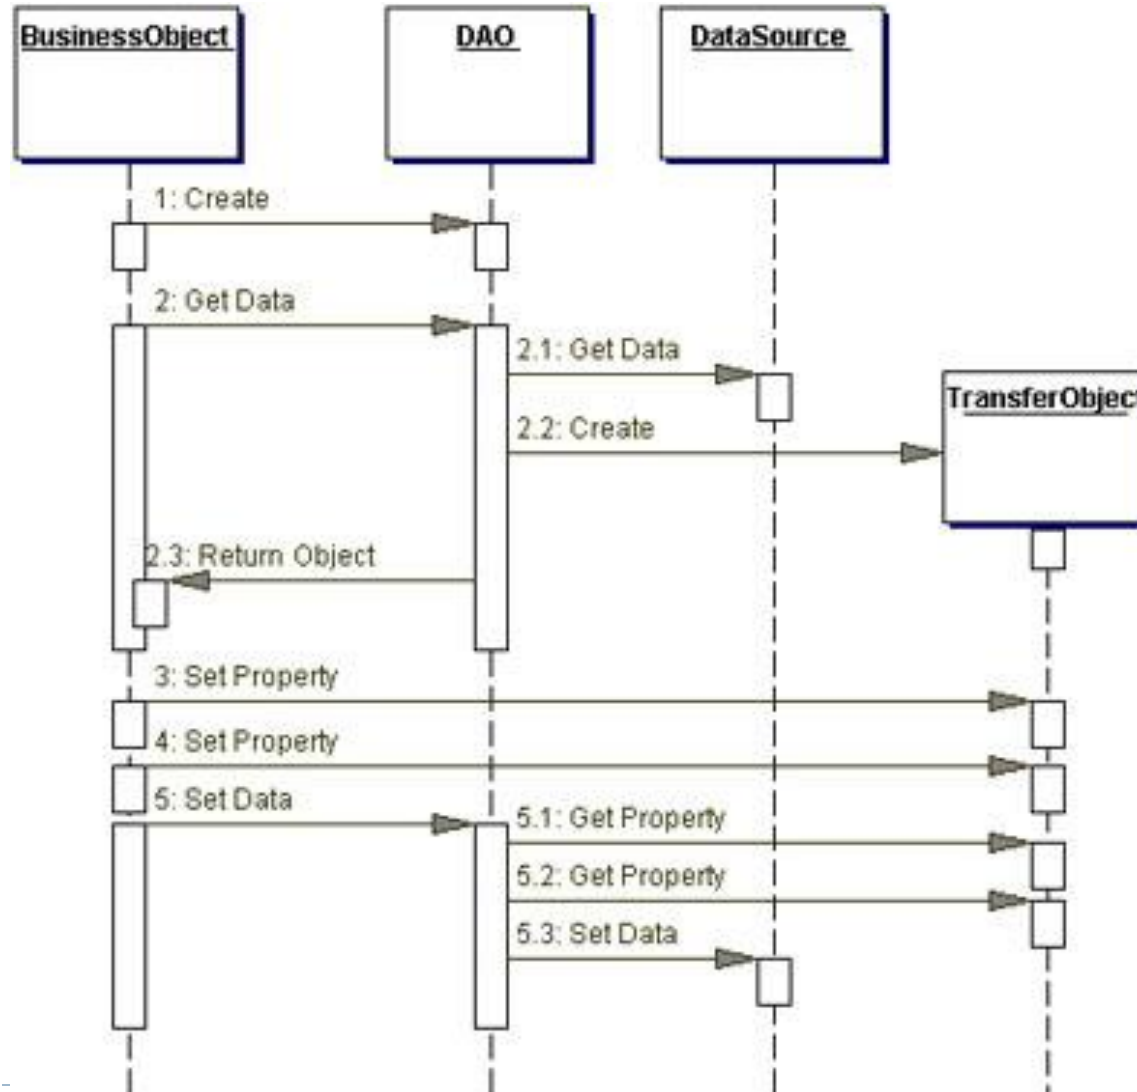 BusinessObject
DAO
DataSource
1: Create
2: Get Data
2.1: Get Data
TransferObject
2.2: Create
2.3: Return Object
3: Set Property
4: Set Property
5: Set Data
5.1: Get Property
5.2: Get Property
5.3: Set Data